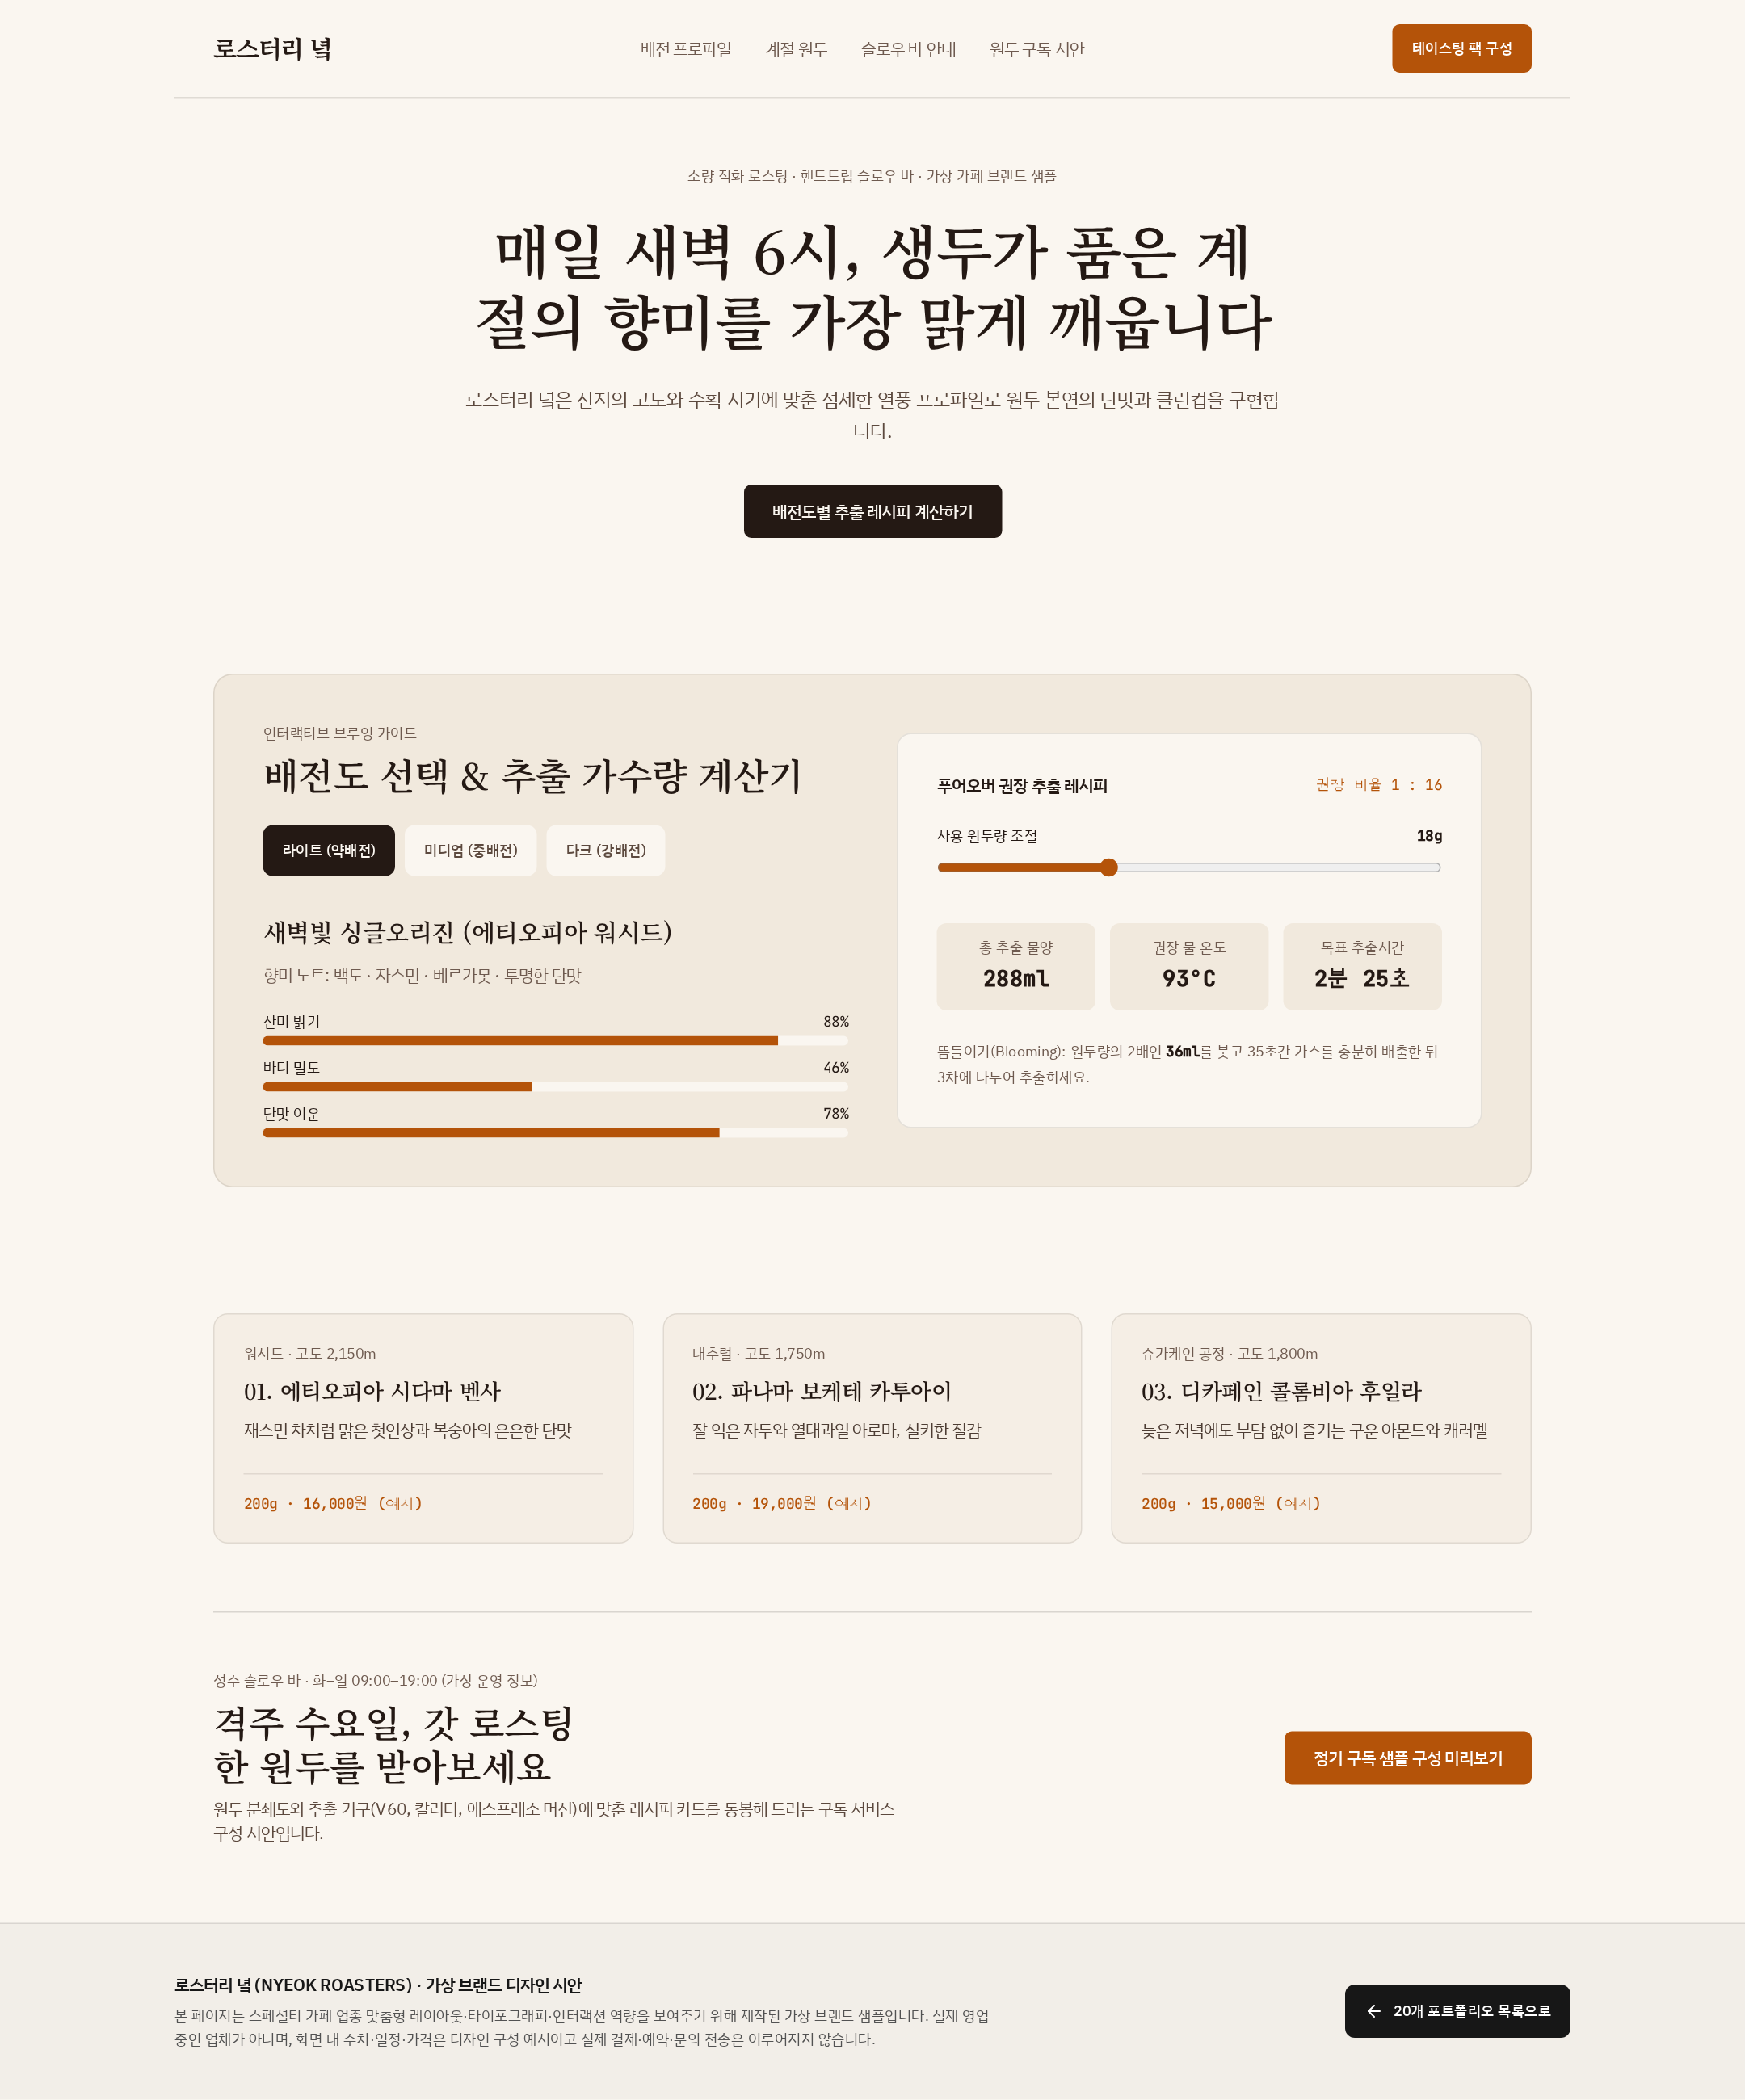 로스터리 녘
배전 프로파일
계절 원두
슬로우 바 안내
원두 구독 시안
테이스팅 팩 구성
소량 직화 로스팅 · 핸드드립 슬로우 바 · 가상 카페 브랜드 샘플
매일 새벽 6시, 생두가 품은 계
절의 향미를 가장 맑게 깨웁니다
로스터리 녘은 산지의 고도와 수확 시기에 맞춘 섬세한 열풍 프로파일로 원두 본연의 단맛과 클린컵을 구현합
니다.
배전도별 추출 레시피 계산하기
인터랙티브 브루잉 가이드
배전도 선택 & 추출 가수량 계산기
라이트 (약배전)
미디엄 (중배전)
다크 (강배전)
새벽빛 싱글오리진 (에티오피아 워시드)
향미 노트: 백도 · 자스민 · 베르가못 · 투명한 단맛
산미 밝기 88%
바디 밀도 46%
단맛 여운 78%
푸어오버 권장 추출 레시피
권장 비율 1 : 16
사용 원두량 조절 18g
총 추출 물양
288ml
권장 물 온도
93°C
목표 추출시간
2분 25초
뜸들이기(Blooming): 원두량의 2배인 36ml를 붓고 35초간 가스를 충분히 배출한 뒤
3차에 나누어 추출하세요.
워시드 · 고도 2,150m
01. 에티오피아 시다마 벤사
재스민 차처럼 맑은 첫인상과 복숭아의 은은한 단맛
200g · 16,000원 (예시)
내추럴 · 고도 1,750m
02. 파나마 보케테 카투아이
잘 익은 자두와 열대과일 아로마, 실키한 질감
200g · 19,000원 (예시)
슈가케인 공정 · 고도 1,800m
03. 디카페인 콜롬비아 후일라
늦은 저녁에도 부담 없이 즐기는 구운 아몬드와 캐러멜
200g · 15,000원 (예시)
성수 슬로우 바 · 화–일 09:00–19:00 (가상 운영 정보)
격주 수요일, 갓 로스팅
한 원두를 받아보세요
원두 분쇄도와 추출 기구(V60, 칼리타, 에스프레소 머신)에 맞춘 레시피 카드를 동봉해 드리는 구독 서비스
구성 시안입니다.
정기 구독 샘플 구성 미리보기
로스터리 녘 (NYEOK ROASTERS) · 가상 브랜드 디자인 시안
본 페이지는 스페셜티 카페 업종 맞춤형 레이아웃·타이포그래피·인터랙션 역량을 보여주기 위해 제작된 가상 브랜드 샘플입니다. 실제 영업
중인 업체가 아니며, 화면 내 수치·일정·가격은 디자인 구성 예시이고 실제 결제·예약·문의 전송은 이루어지지 않습니다.
← 20개 포트폴리오 목록으로